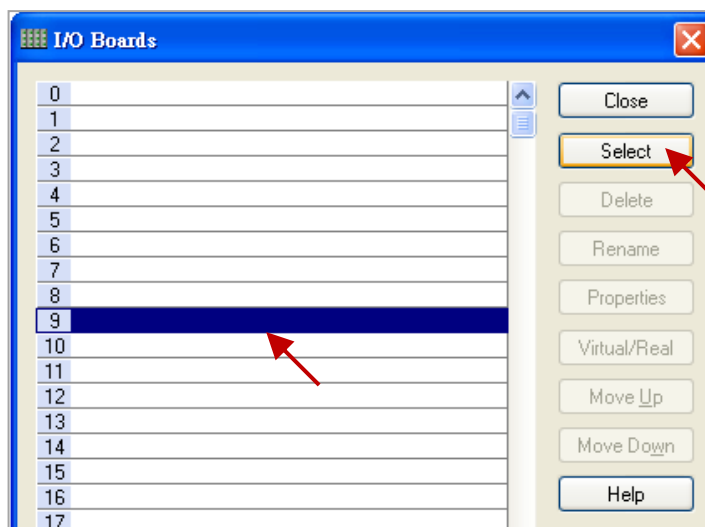 I/O Boards
0
1
2
3
4
5
6
7
8
9
10
11
12
13
14
15
16
17
Close
Select
Delete
Rename
Properties
Virtual/Real
Move Up
Move Down
Help